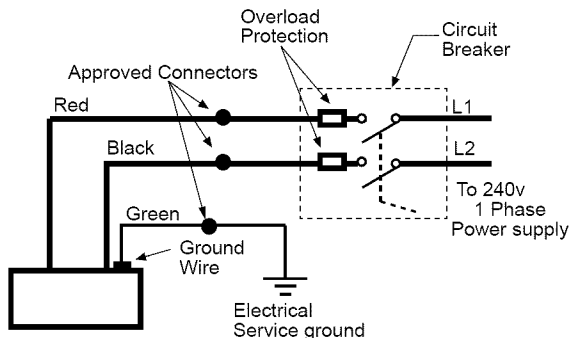 Overload
Protection
Circuit
Breaker
Approved Connectors
Red
L1
Black
L2
To 240v
1 Phase
Power supply
Green
Ground
Wire
Electrical
Service ground